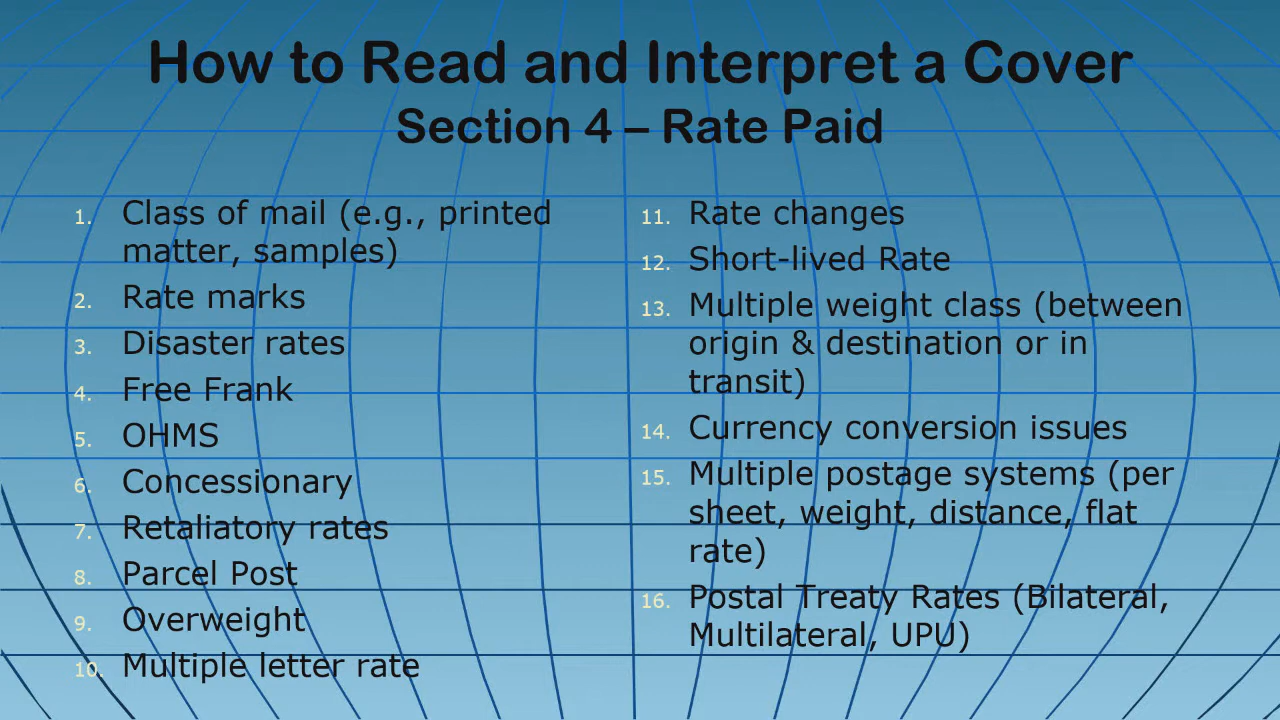 How to Read and Interpret a Cover
Section 4 – Rate Paid
1. Class of mail (e.g., printed
matter, samples)
2. Rate marks
3. Disaster rates
4. Free Frank
5. OHMS
6. Concessionary
7. Retaliatory rates
8. Parcel Post
9. Overweight
10. Multiple letter rate
11. Rate changes
12. Short-lived Rate
13. Multiple weight class (between
origin & destination or in
transit)
14. Currency conversion issues
15. Multiple postage systems (per
sheet, weight, distance, flat
rate)
16. Postal Treaty Rates (Bilateral,
Multilateral, UPU)